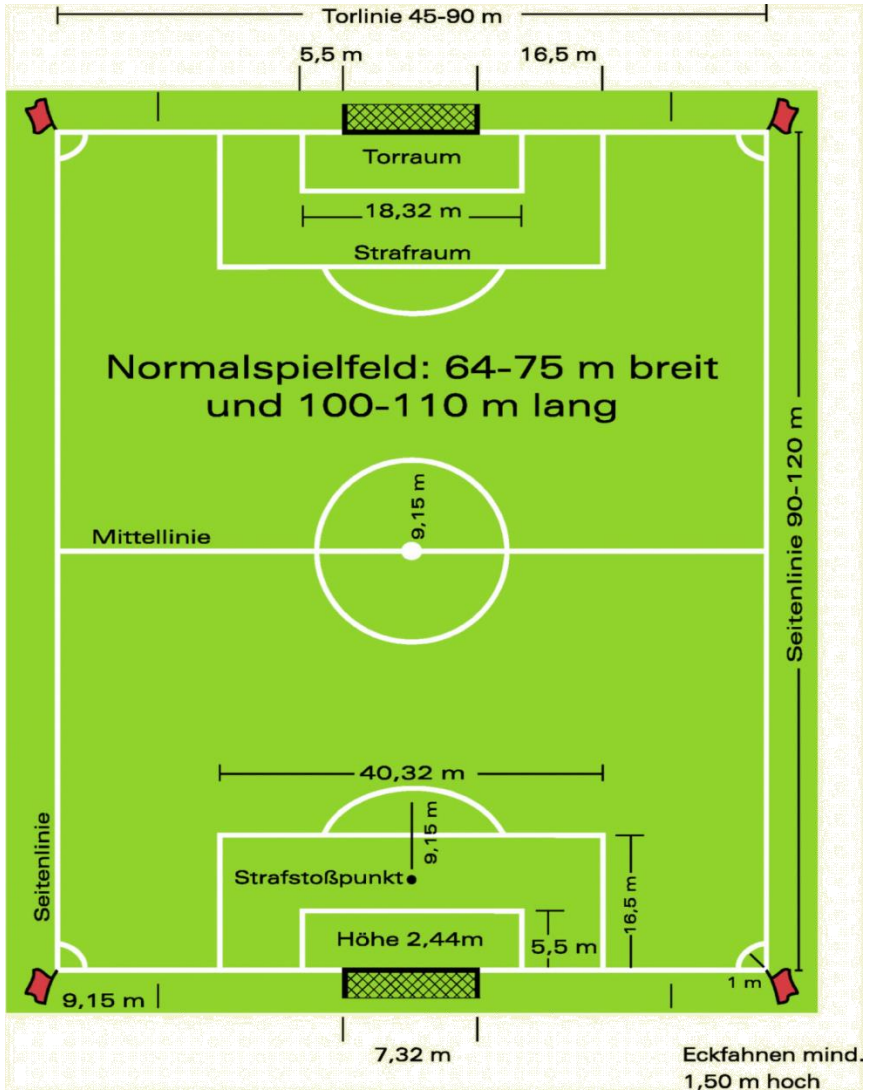 Torlinie 45-90 m
5,5 m
16,5 m
Torraum
18,32 m
Strafraum
Normalspielfeld: 64-75 m breit
und 100-110 m lang
9,15 m
Mittellinie
Seitenlinie 90-120 m
40,32 m
9,15 m
Strafstoßpunkt
Seitenlinie
16,5 m
Höhe 2,44m
5,5 m
1 m
9,15 m
7,32 m
Eckfahnen mind.
1,50 m hoch